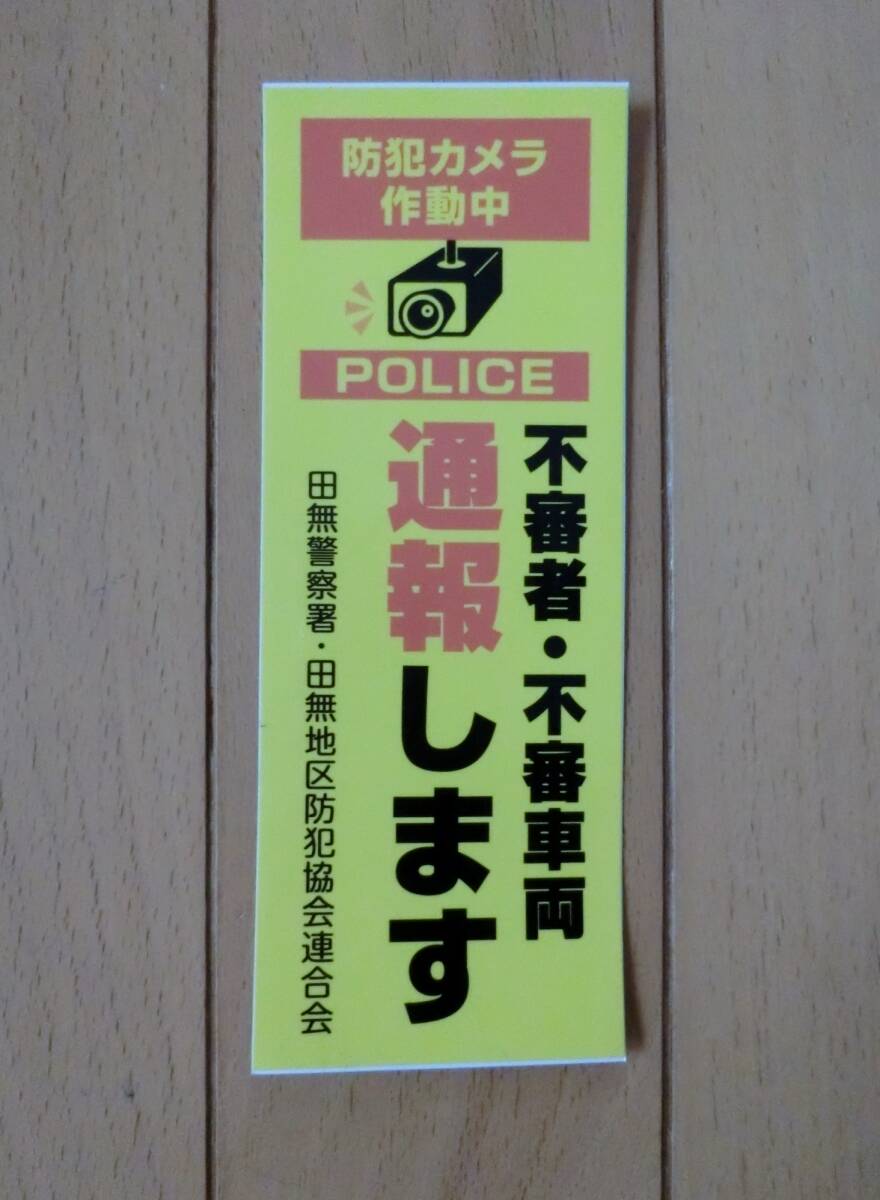 防犯カメラ
作動中
POLICE
不審者・不審車両
通報します
田無警察署・田無地区防犯協会連合会